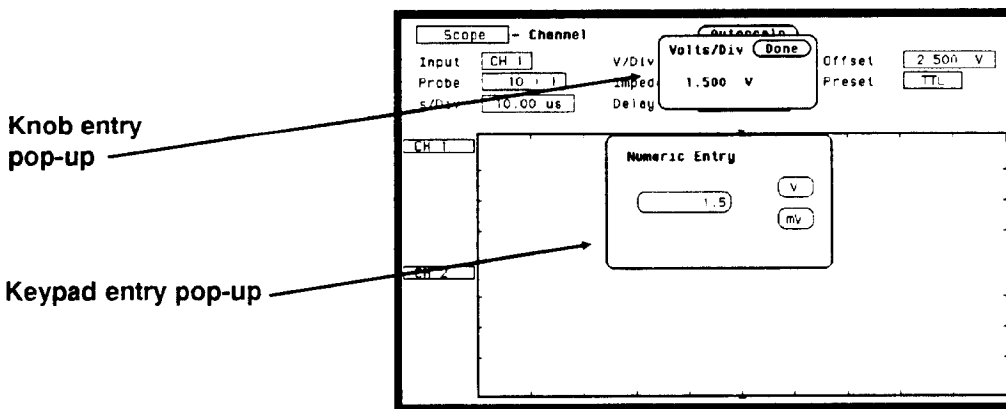 Scope - Channel
Volts/Div Done
Input CH 1 V/Div Offset 2.500 V
Probe 10 : 1 1.500 V Preset TTL
s/Div 10.00 us Delay
Knob entry
pop-up
CH 1
Numeric Entry
1.5
V
mV
CH 2
Keypad entry pop-up